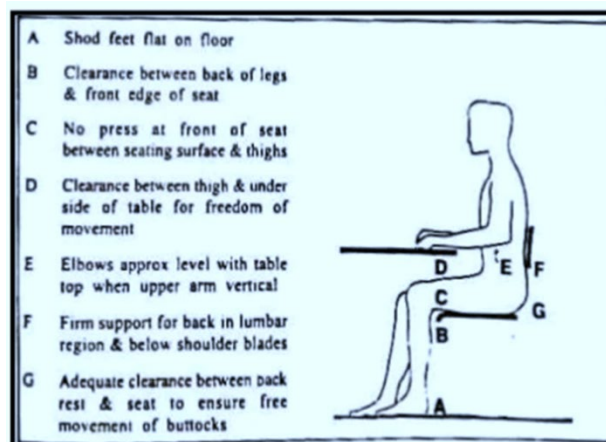 A Shod feet flat on floor
B Clearance between back of legs
& front edge of seat
C No press at front of seat
between seating surface & thighs
D Clearance between thigh & under
side of table for freedom of
movement
E Elbows approx level with table
top when upper arm vertical
F Firm support for back in lumbar
region & below shoulder blades
G Adequate clearance between back
rest & seat to ensure free
movement of buttocks
D E F
C G
B
A